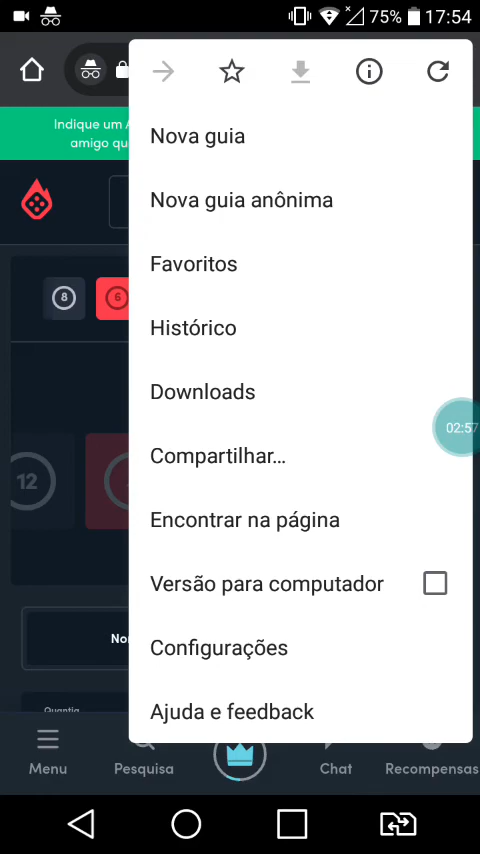 75% 17:54
Indique um
amigo qu
8
6
12
Nova guia
Nova guia anônima
Favoritos
Histórico
Downloads
Compartilhar...
02:57
Encontrar na página
Versão para computador
Configurações
Ajuda e feedback
No
Quantia
Menu
Pesquisa
Chat
Recompensas